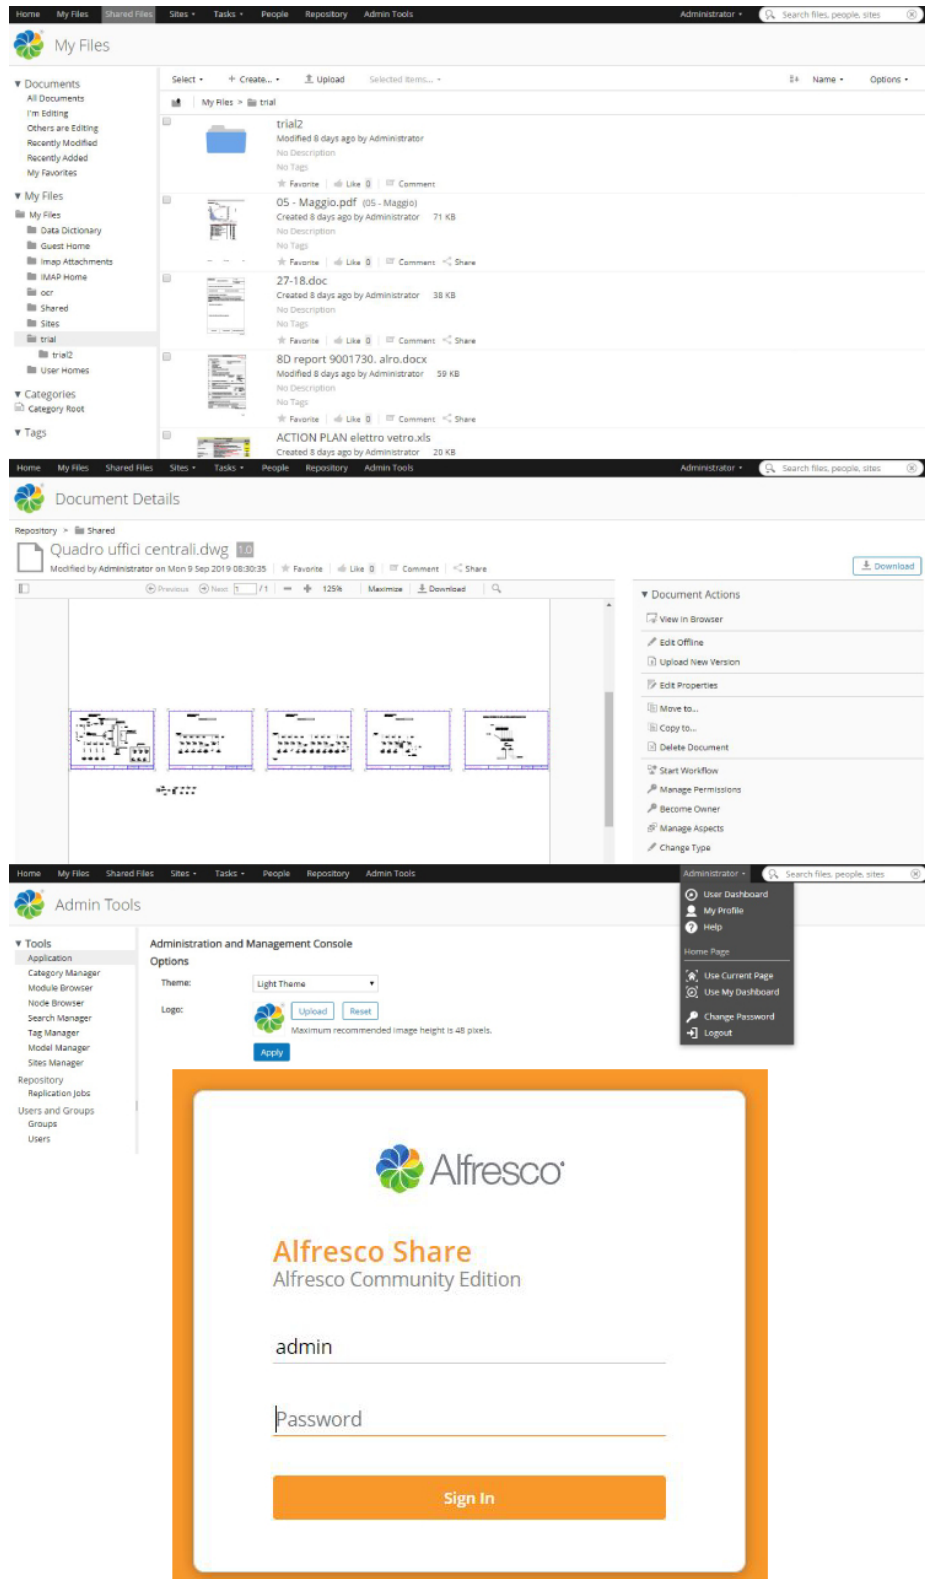 Home My Files Shared Files Sites Tasks People Repository Admin Tools Administrator Search files, people, sites
My Files
Documents
All Documents
I'm Editing
Others are Editing
Recently Modified
Recently Added
My Favorites
My Files
My Files
Data Dictionary
Guest Home
Imap Attachments
IMAP Home
ocr
Shared
Sites
trial
trial2
User Homes
Categories
Category Root
Tags
Select + Create... Upload Selected Items... Name Options
My Files > trial
trial2
Modified 8 days ago by Administrator
No Description
No Tags
Favorite Like 0 Comment
05 - Maggio.pdf (05 - Maggio)
Created 8 days ago by Administrator 71 KB
No Description
No Tags
Favorite Like 0 Comment Share
27-18.doc
Created 8 days ago by Administrator 38 KB
No Description
No Tags
Favorite Like 0 Comment Share
8D report 9001730. alro.docx
Modified 8 days ago by Administrator 59 KB
No Description
No Tags
Favorite Like 0 Comment Share
ACTION PLAN elettro vetro.xls
Created 8 days ago by Administrator 20 KB
Home My Files Shared Files Sites Tasks People Repository Admin Tools Administrator Search files, people, sites
Document Details
Repository > Shared
Quadro uffici centrali.dwg 1.0
Modified by Administrator on Mon 9 Sep 2019 08:30:35 Favorite Like 0 Comment Share
Download
Previous Next 1 / 1 125% Maximize Download
Document Actions
View In Browser
Edit Offline
Upload New Version
Edit Properties
Move to...
Copy to...
Delete Document
Start Workflow
Manage Permissions
Become Owner
Manage Aspects
Change Type
Home My Files Shared Files Sites Tasks People Repository Admin Tools Administrator Search files, people, sites
Admin Tools
User Dashboard
My Profile
Help
Home Page
Use Current Page
Use My Dashboard
Change Password
Logout
Tools
Application
Category Manager
Module Browser
Node Browser
Search Manager
Tag Manager
Model Manager
Sites Manager
Repository
Replication Jobs
Users and Groups
Groups
Users
Administration and Management Console
Options
Theme: Light Theme
Logo: Upload Reset
Maximum recommended image height is 48 pixels.
Apply
Alfresco
Alfresco Share
Alfresco Community Edition
admin
Password
Sign In